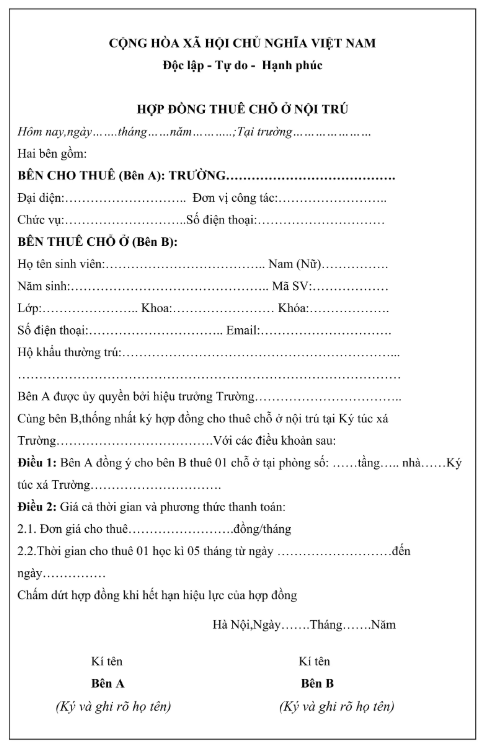 CỘNG HÒA XÃ HỘI CHỦ NGHĨA VIỆT NAM
Độc lập - Tự do - Hạnh phúc
HỢP ĐỒNG THUÊ CHỖ Ở NỘI TRÚ
Hôm nay,ngày…….tháng……năm………..;Tại trường…………………
Hai bên gồm:
BÊN CHO THUÊ (Bên A): TRƯỜNG………………………………….
Đại diện:……………………….. Đơn vị công tác:……………………..
Chức vụ:………………………..Số điện thoại:…………………………
BÊN THUÊ CHỖ Ở (Bên B):
Họ tên sinh viên:……………………………….. Nam (Nữ)…………….
Năm sinh:……………………………………….. Mã SV:………………
Lớp:………………….. Khoa:…………………… Khóa:……………….
Số điện thoại:………………………….. Email:………………………….
Hộ khẩu thường trú:………………………………………………………...
………………………………………………………………………………
Bên A được ủy quyền bởi hiệu trưởng Trường……………………………..
Cùng bên B,thống nhất ký hợp đồng cho thuê chỗ ở nội trú tại Ký túc xá
Trường……………………………….Với các điều khoản sau:
Điều 1: Bên A đồng ý cho bên B thuê 01 chỗ ở tại phòng số: ……tầng….. nhà……Ký
túc xá Trường………………………….
Điều 2: Giá cả thời gian và phương thức thanh toán:
2.1. Đơn giá cho thuê…………………….đồng/tháng
2.2.Thời gian cho thuê 01 học kì 05 tháng từ ngày ………………………đến
ngày……………
Chấm dứt hợp đồng khi hết hạn hiệu lực của hợp đồng
Hà Nội,Ngày…….Tháng…….Năm
Kí tên Kí tên
Bên A Bên B
(Ký và ghi rõ họ tên) (Ký và ghi rõ họ tên)